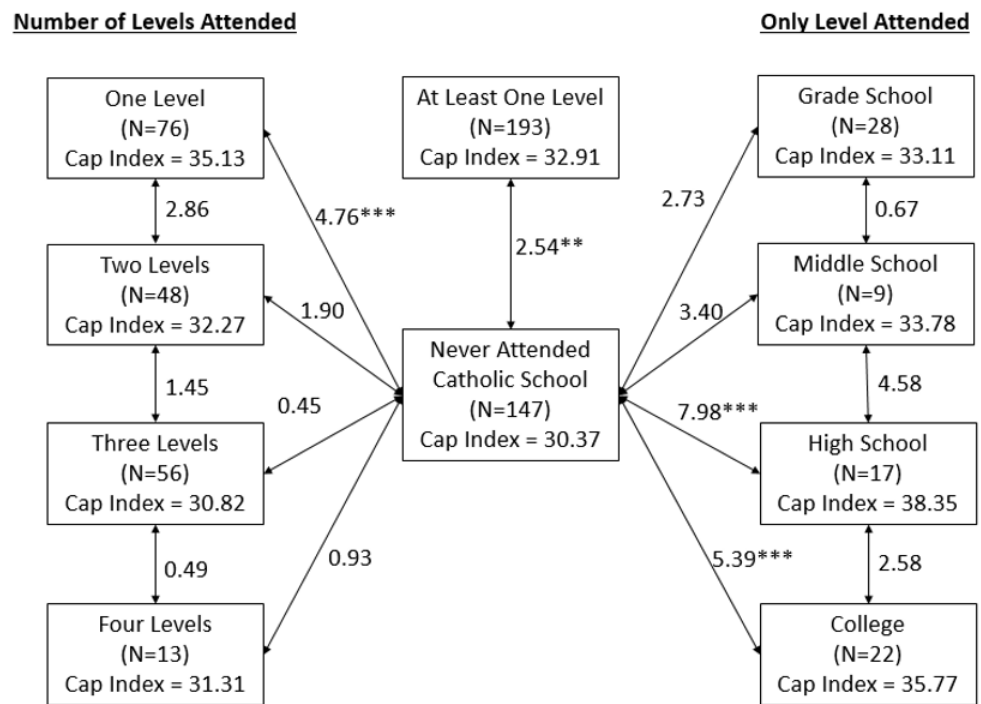 Number of Levels Attended
Only Level Attended
One Level
(N=76)
Cap Index = 35.13
At Least One Level
(N=193)
Cap Index = 32.91
Grade School
(N=28)
Cap Index = 33.11
2.86
4.76***
2.54**
2.73
0.67
Two Levels
(N=48)
Cap Index = 32.27
1.90
3.40
Middle School
(N=9)
Cap Index = 33.78
Never Attended
Catholic School
(N=147)
Cap Index = 30.37
1.45
0.45
7.98***
4.58
Three Levels
(N=56)
Cap Index = 30.82
High School
(N=17)
Cap Index = 38.35
0.49
0.93
5.39***
2.58
Four Levels
(N=13)
Cap Index = 31.31
College
(N=22)
Cap Index = 35.77